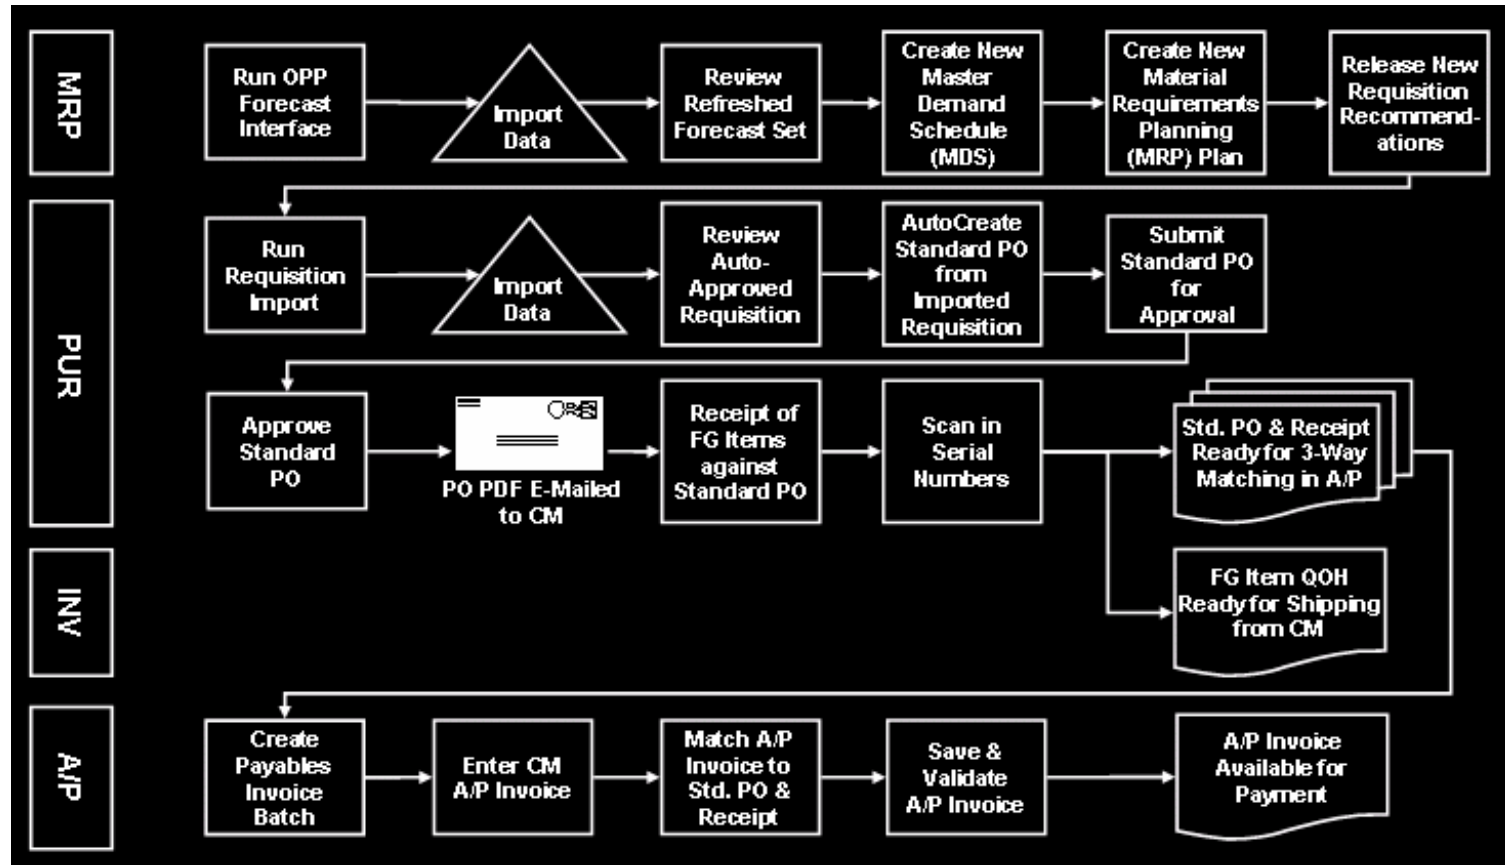 MRP
Run OPP
Forecast
Interface
Import
Data
Review
Refreshed
Forecast Set
Create New
Master
Demand
Schedule
(MDS)
Create New
Material
Requirements
Planning
(MRP) Plan
Release New
Requisition
Recommend-
ations
PUR
Run
Requisition
Import
Import
Data
Review
Auto-
Approved
Requisition
AutoCreate
Standard PO
from
Imported
Requisition
Submit
Standard PO
for
Approval
Approve
Standard
PO
PO PDF E-Mailed
to CM
Receipt of
FG Items
against
Standard PO
Scan in
Serial
Numbers
Std. PO & Receipt
Ready for 3-Way
Matching in A/P
INV
FG Item QOH
Ready for Shipping
from CM
A/P
Create
Payables
Invoice
Batch
Enter CM
A/P Invoice
Match A/P
Invoice to
Std. PO &
Receipt
Save &
Validate
A/P Invoice
A/P Invoice
Available for
Payment